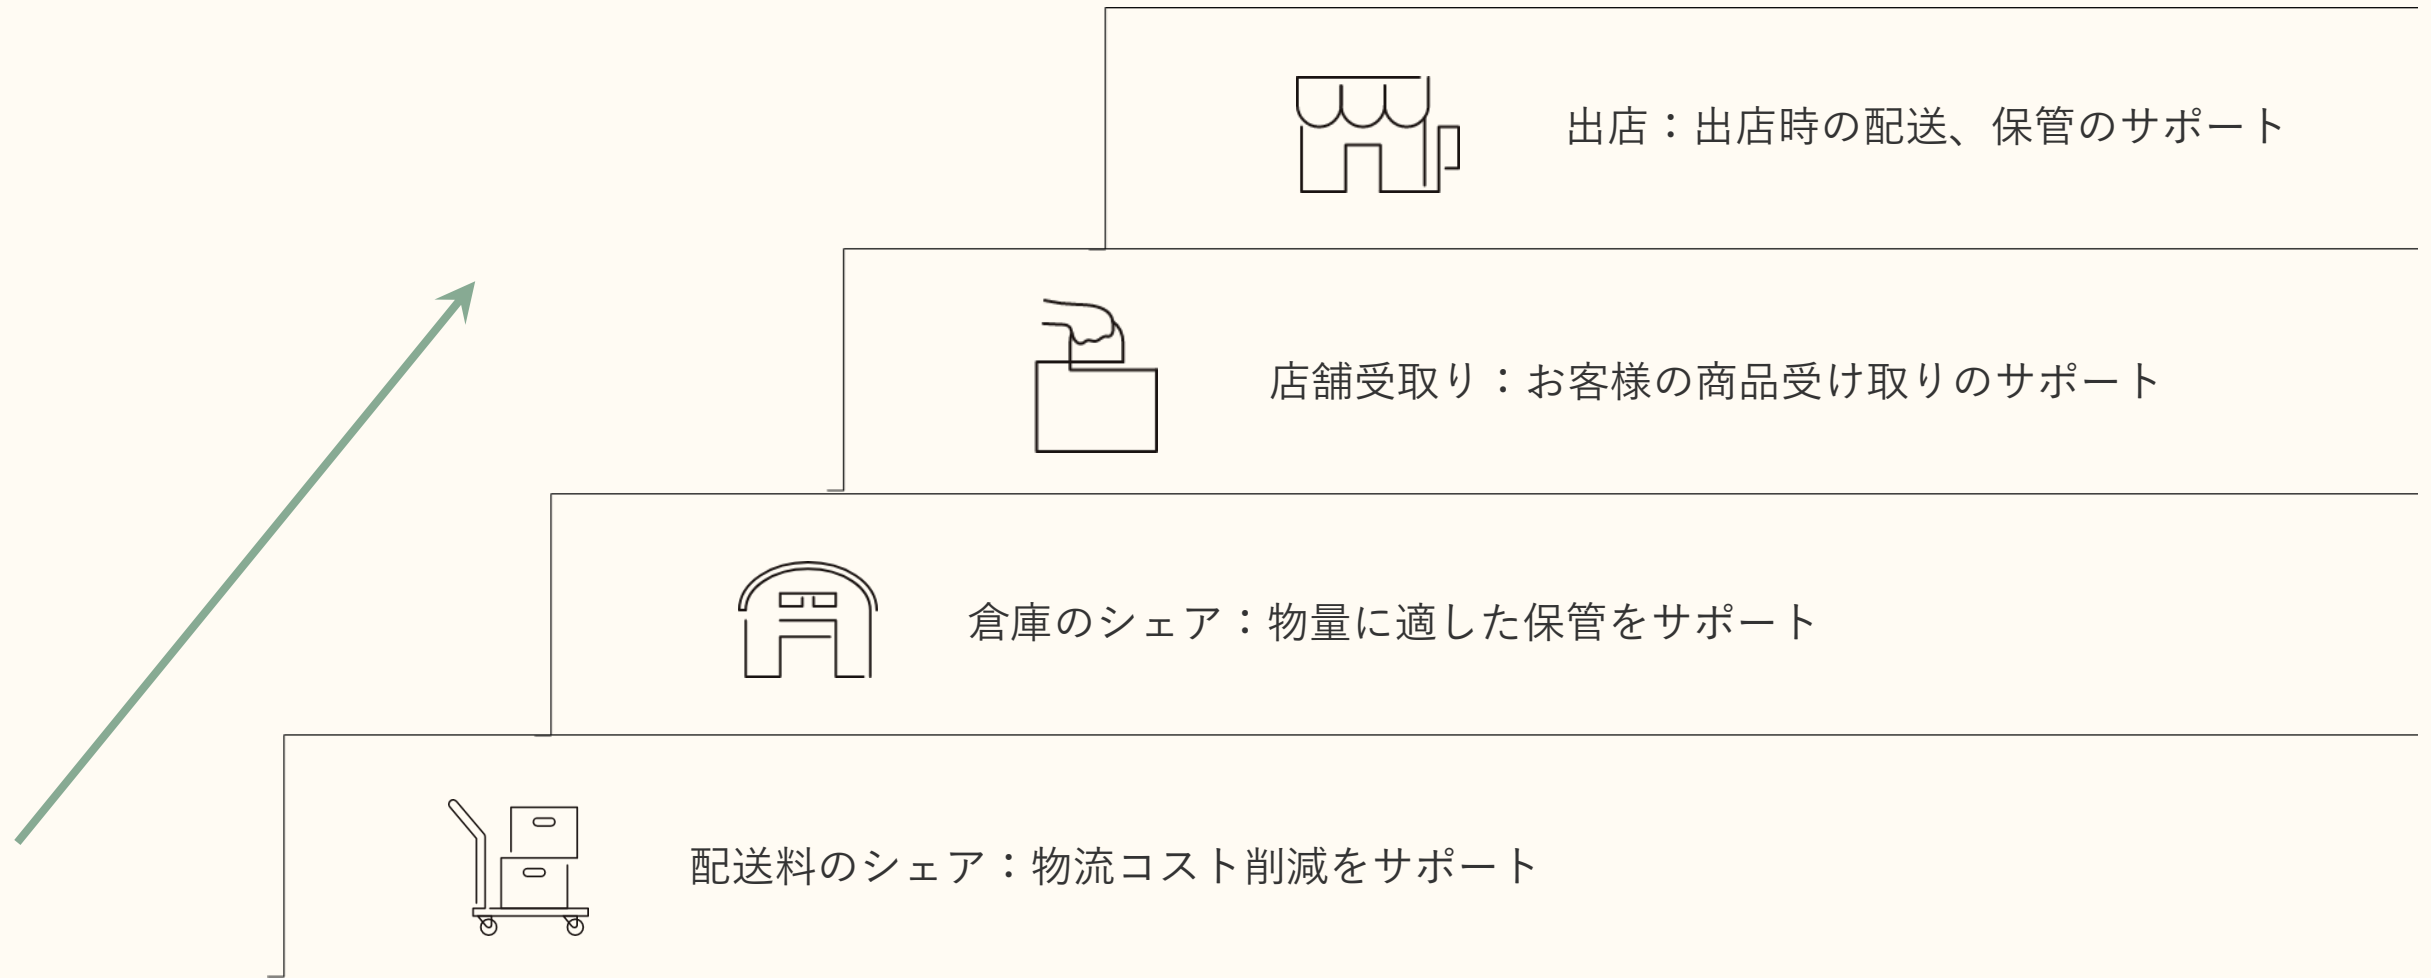 出店：出店時の配送、保管のサポート
店舗受取り：お客様の商品受け取りのサポート
倉庫のシェア：物量に適した保管をサポート
配送料のシェア：物流コスト削減をサポート